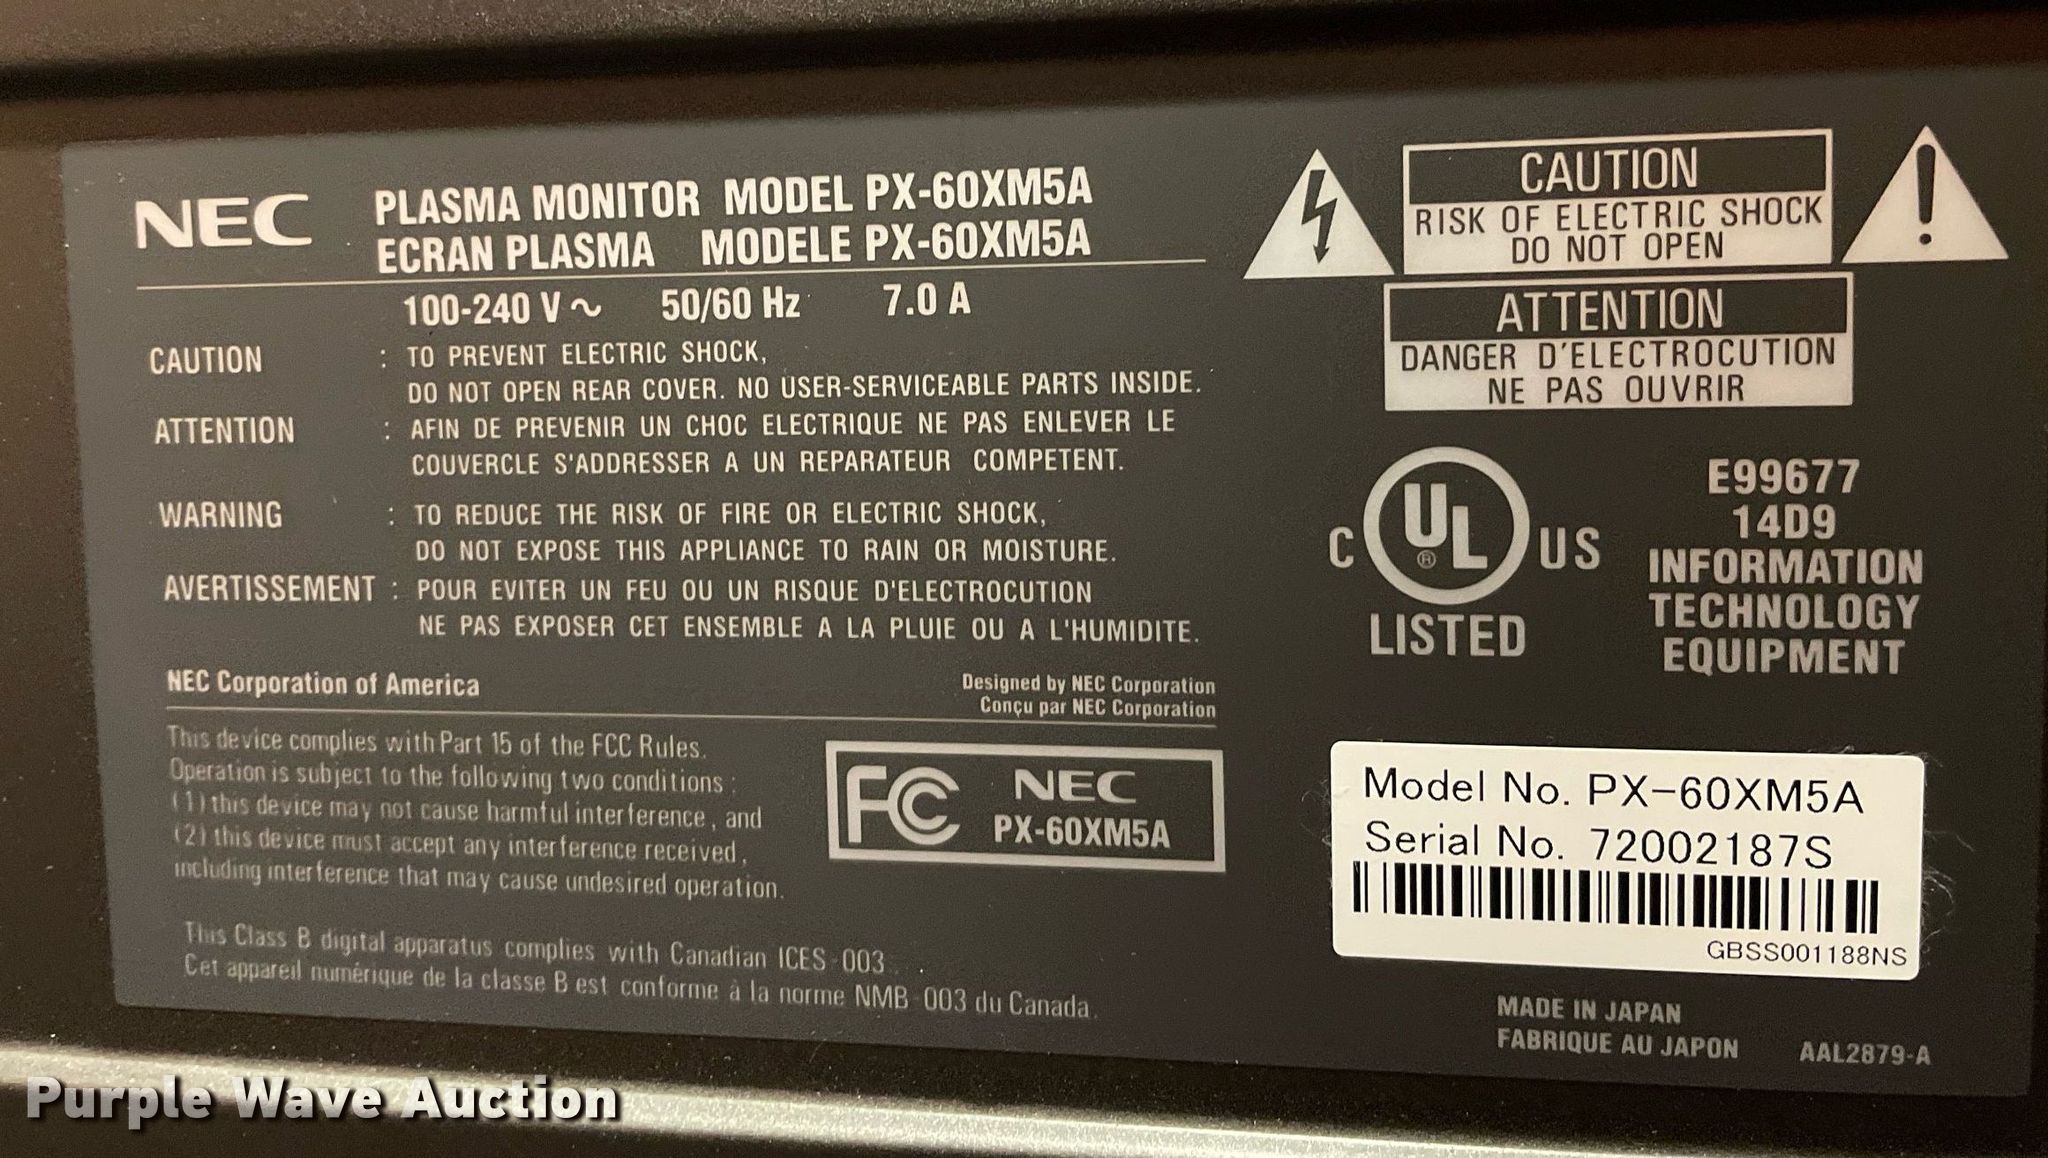 NEC
PLASMA MONITOR MODEL PX-60XM5A
ECRAN PLASMA MODELE PX-60XM5A
100-240 V ~ 50/60 Hz 7.0 A
CAUTION : TO PREVENT ELECTRIC SHOCK,
DO NOT OPEN REAR COVER. NO USER-SERVICEABLE PARTS INSIDE.
ATTENTION : AFIN DE PREVENIR UN CHOC ELECTRIQUE NE PAS ENLEVER LE
COUVERCLE S'ADDRESSER A UN REPARATEUR COMPETENT.
WARNING : TO REDUCE THE RISK OF FIRE OR ELECTRIC SHOCK,
DO NOT EXPOSE THIS APPLIANCE TO RAIN OR MOISTURE.
AVERTISSEMENT : POUR EVITER UN FEU OU UN RISQUE D'ELECTROCUTION
NE PAS EXPOSER CET ENSEMBLE A LA PLUIE OU A L'HUMIDITE.
NEC Corporation of America
Designed by NEC Corporation
Conçu par NEC Corporation
This device complies with Part 15 of the FCC Rules.
Operation is subject to the following two conditions :
(1) this device may not cause harmful interference, and
(2) this device must accept any interference received,
including interference that may cause undesired operation.
FC NEC
PX-60XM5A
This Class B digital apparatus complies with Canadian ICES-003.
Cet appareil numérique de la classe B est conforme à la norme NMB-003 du Canada.
CAUTION
RISK OF ELECTRIC SHOCK
DO NOT OPEN
ATTENTION
DANGER D'ELECTROCUTION
NE PAS OUVRIR
C UL® US
LISTED
E99677
14D9
INFORMATION
TECHNOLOGY
EQUIPMENT
Model No. PX-60XM5A
Serial No. 72002187S
GBSS001188NS
MADE IN JAPAN
FABRIQUE AU JAPON AAL2879-A
Purple Wave Auction